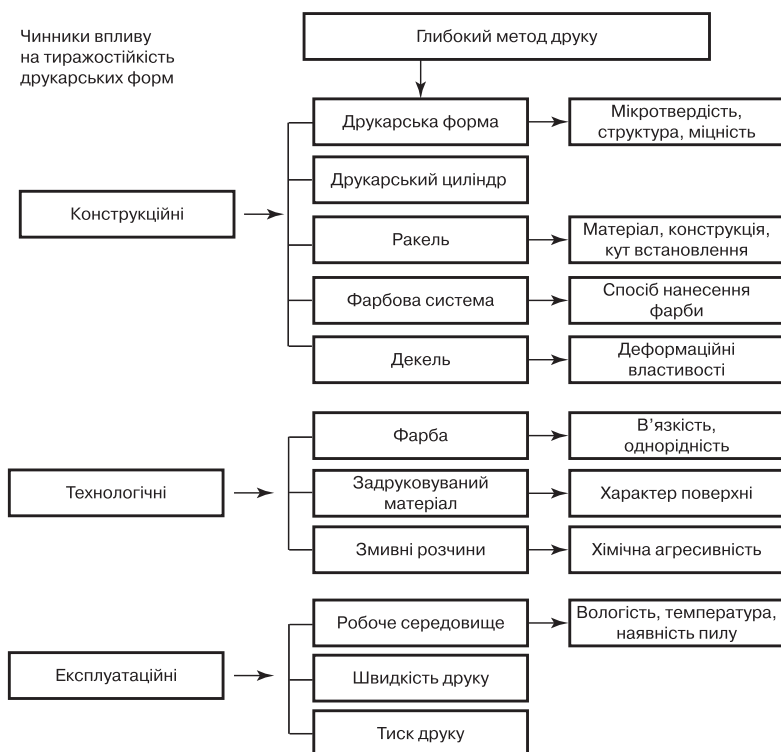 Чинники впливу
на тиражостійкість
друкарських форм
Глибокий метод друку
Конструкційні
Друкарська форма
Мікротвердість,
структура, міцність
Друкарський циліндр
Ракель
Матеріал, конструкція,
кут встановлення
Фарбова система
Спосіб нанесення
фарби
Декель
Деформаційні
властивості
Технологічні
Фарба
В’язкість,
однорідність
Задруковуваний
матеріал
Характер поверхні
Змивні розчини
Хімічна агресивність
Експлуатаційні
Робоче середовище
Вологість, температура,
наявність пилу
Швидкість друку
Тиск друку